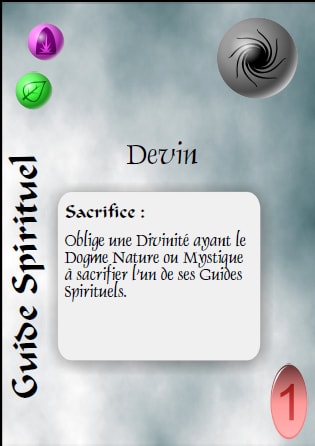 Devin
Guide Spirituel
Sacrifice :
Oblige une Divinité ayant le
Dogme Nature ou Mystique
à sacrifier l'un de ses Guides
Spirituels.
1